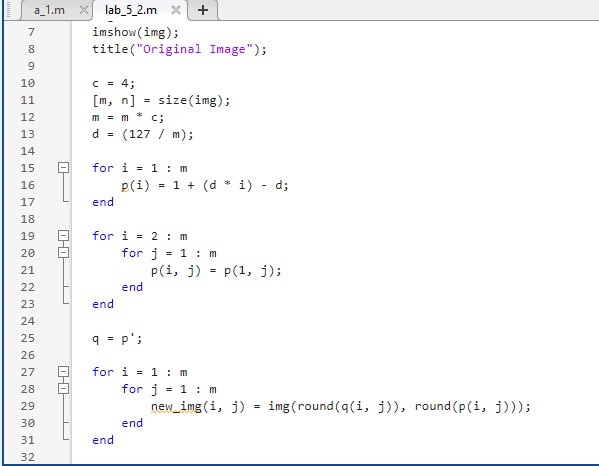 a_1.m × lab_5_2.m × +
7 imshow(img);
8 title("Original Image");
9
10 c = 4;
11 [m, n] = size(img);
12 m = m * c;
13 d = (127 / m);
14
15 for i = 1 : m
16 p(i) = 1 + (d * i) - d;
17 end
18
19 for i = 2 : m
20 for j = 1 : m
21 p(i, j) = p(1, j);
22 end
23 end
24
25 q = p';
26
27 for i = 1 : m
28 for j = 1 : m
29 new_img(i, j) = img(round(q(i, j)), round(p(i, j)));
30 end
31 end
32